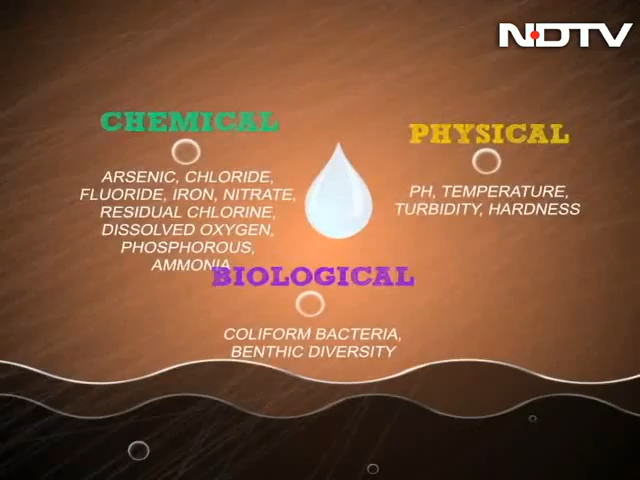 NDTV
CHEMICAL
ARSENIC, CHLORIDE,
FLUORIDE, IRON, NITRATE,
RESIDUAL CHLORINE,
DISSOLVED OXYGEN,
PHOSPHOROUS,
AMMONIA
PHYSICAL
PH, TEMPERATURE,
TURBIDITY, HARDNESS
BIOLOGICAL
COLIFORM BACTERIA,
BENTHIC DIVERSITY